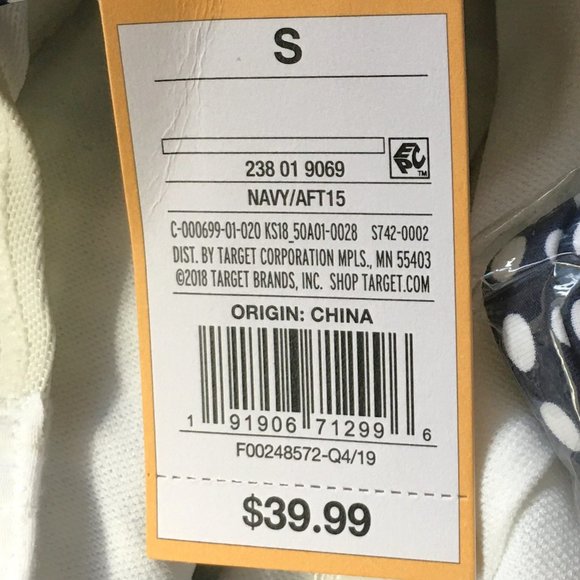 S
EPC™
238 01 9069
NAVY/AFT15
C-000699-01-020 KS18_50A01-0028 S742-0002
DIST. BY TARGET CORPORATION MPLS., MN 55403
©2018 TARGET BRANDS, INC. SHOP TARGET.COM
ORIGIN: CHINA
1 91906 71299 6
F00248572-Q4/19
$39.99